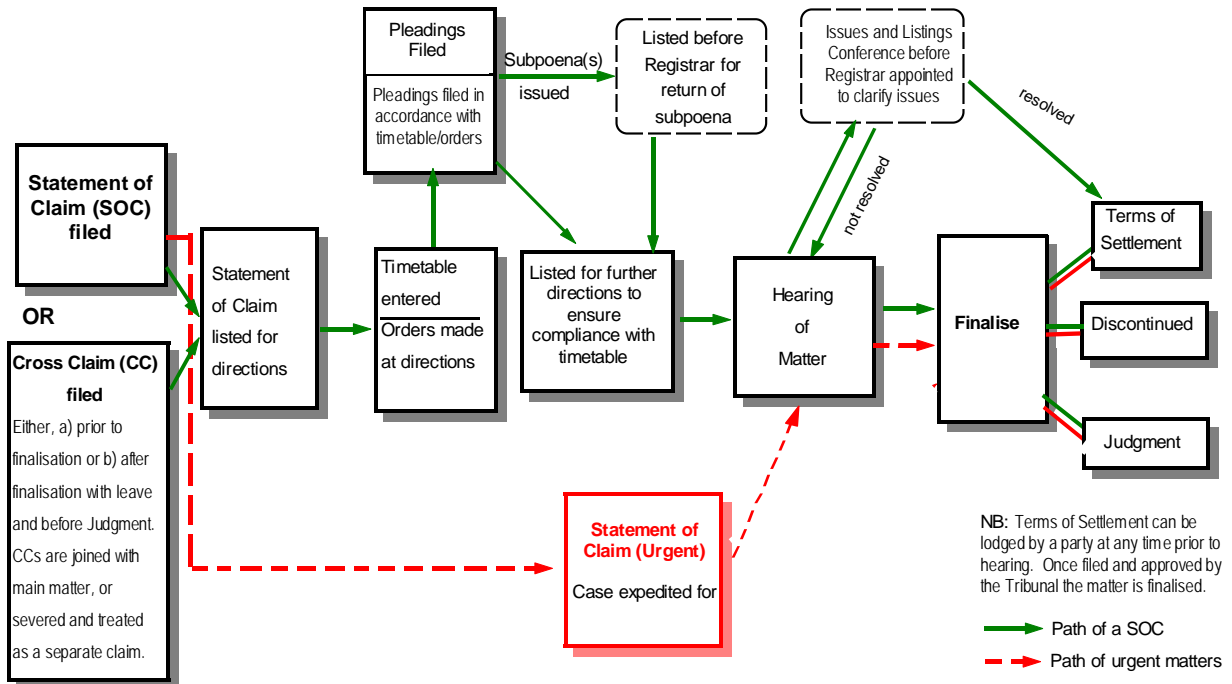 Statement of
Claim (SOC)
filed
OR
Cross Claim (CC)
filed
Either, a) prior to
finalisation or b) after
finalisation with leave
and before Judgment.
CCs are joined with
main matter, or
severed and treated
as a separate claim.
Statement
of Claim
listed for
directions
Timetable
entered
Orders made
at directions
Pleadings
Filed
Pleadings filed in
accordance with
timetable/orders
Subpoena(s)
issued
Listed before
Registrar for
return of
subpoena
Listed for further
directions to
ensure
compliance with
timetable
Statement of
Claim (Urgent)
Case expedited for
Hearing
of
Matter
Issues and Listings
Conference before
Registrar appointed
to clarify issues
not resolved
resolved
Finalise
Terms of
Settlement
Discontinued
Judgment
NB: Terms of Settlement can be
lodged by a party at any time prior to
hearing. Once filed and approved by
the Tribunal the matter is finalised.
Path of a SOC
Path of urgent matters